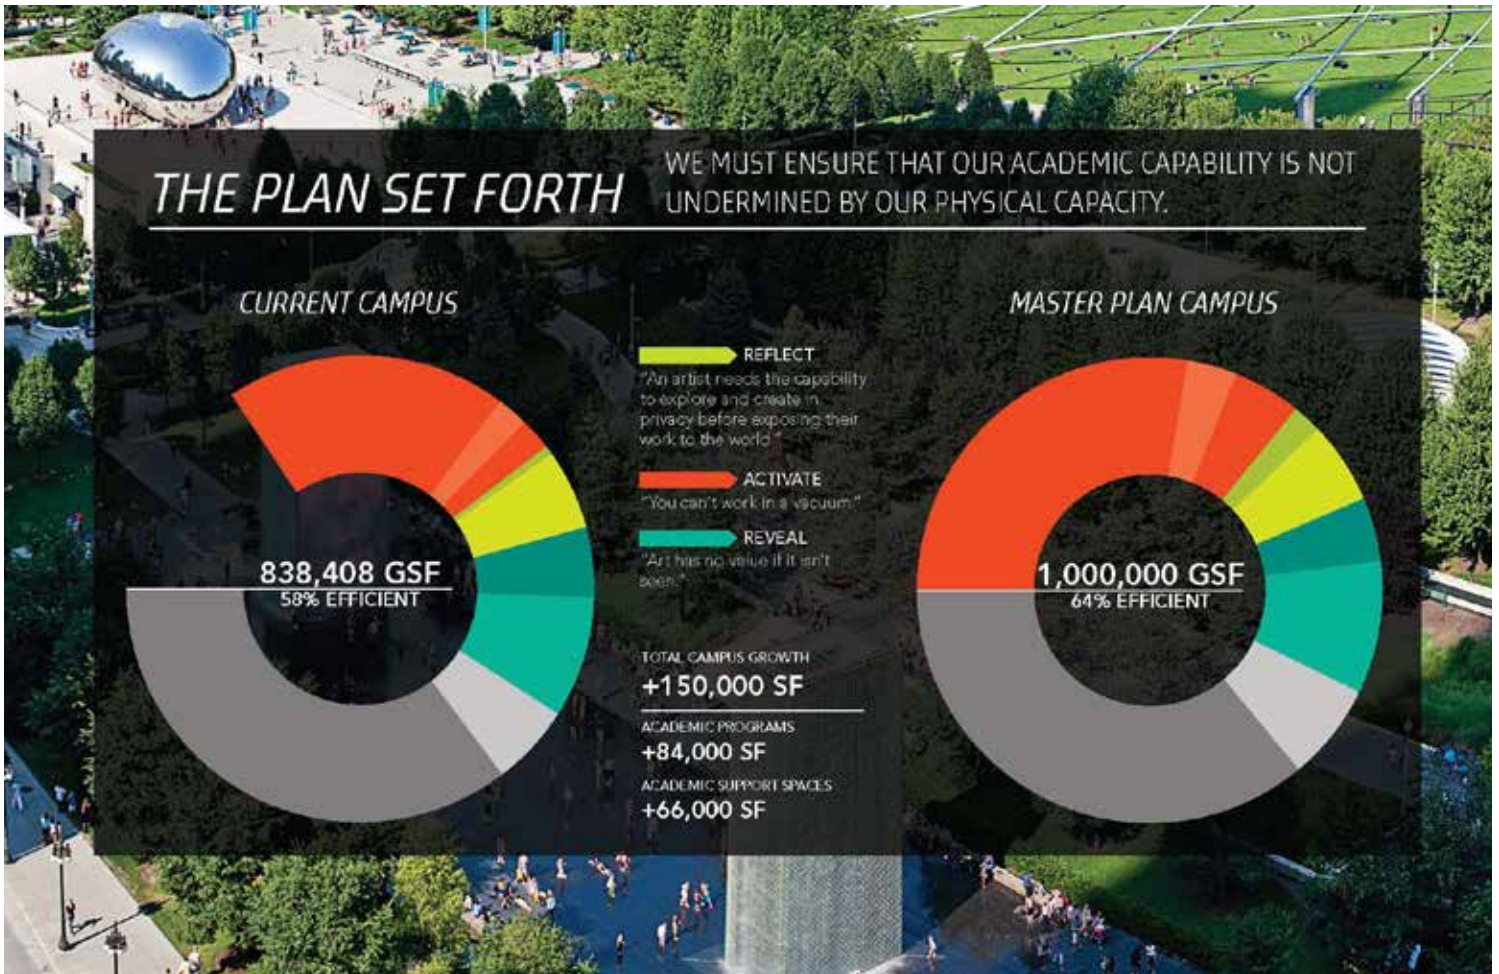 THE PLAN SET FORTH
WE MUST ENSURE THAT OUR ACADEMIC CAPABILITY IS NOT
UNDERMINED BY OUR PHYSICAL CAPACITY.
CURRENT CAMPUS
838,408 GSF
58% EFFICIENT
REFLECT
"An artist needs the capability
to explore and create in
privacy before exposing their
work to the world."
ACTIVATE
"You can't work in a vacuum."
REVEAL
"Art has no value if it isn't
seen."
TOTAL CAMPUS GROWTH
+150,000 SF
ACADEMIC PROGRAMS
+84,000 SF
ACADEMIC SUPPORT SPACES
+66,000 SF
MASTER PLAN CAMPUS
1,000,000 GSF
64% EFFICIENT